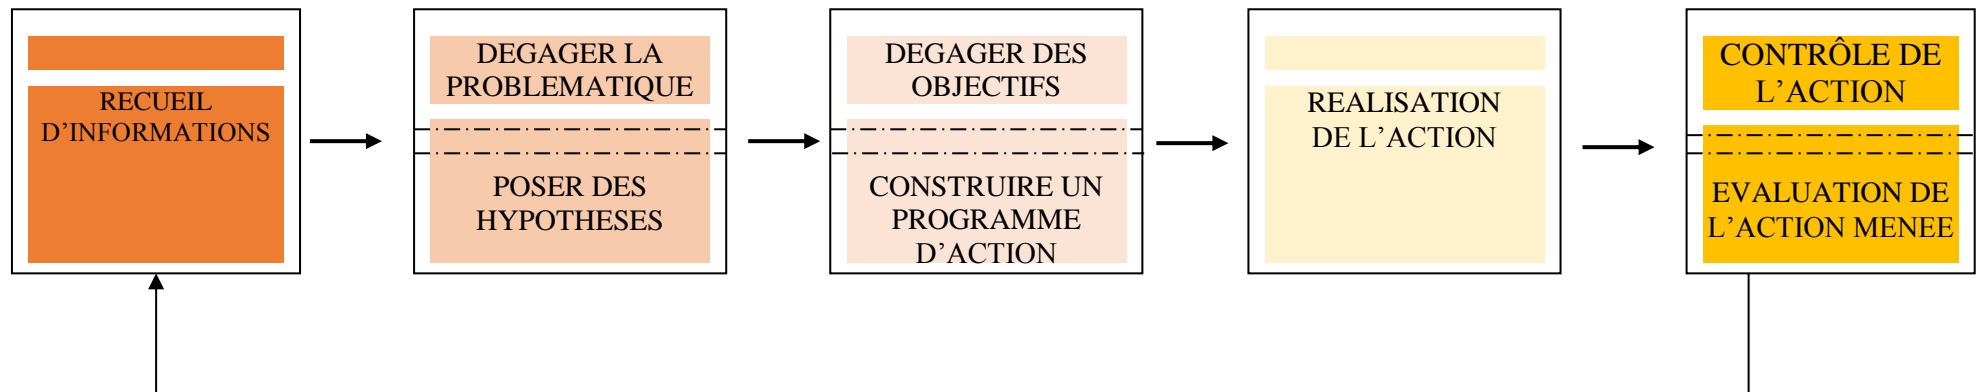 RECUEIL
D’INFORMATIONS
DEGAGER LA
PROBLEMATIQUE
POSER DES
HYPOTHESES
DEGAGER DES
OBJECTIFS
CONSTRUIRE UN
PROGRAMME
D’ACTION
REALISATION
DE L’ACTION
CONTRÔLE DE
L’ACTION
EVALUATION DE
L’ACTION MENEE